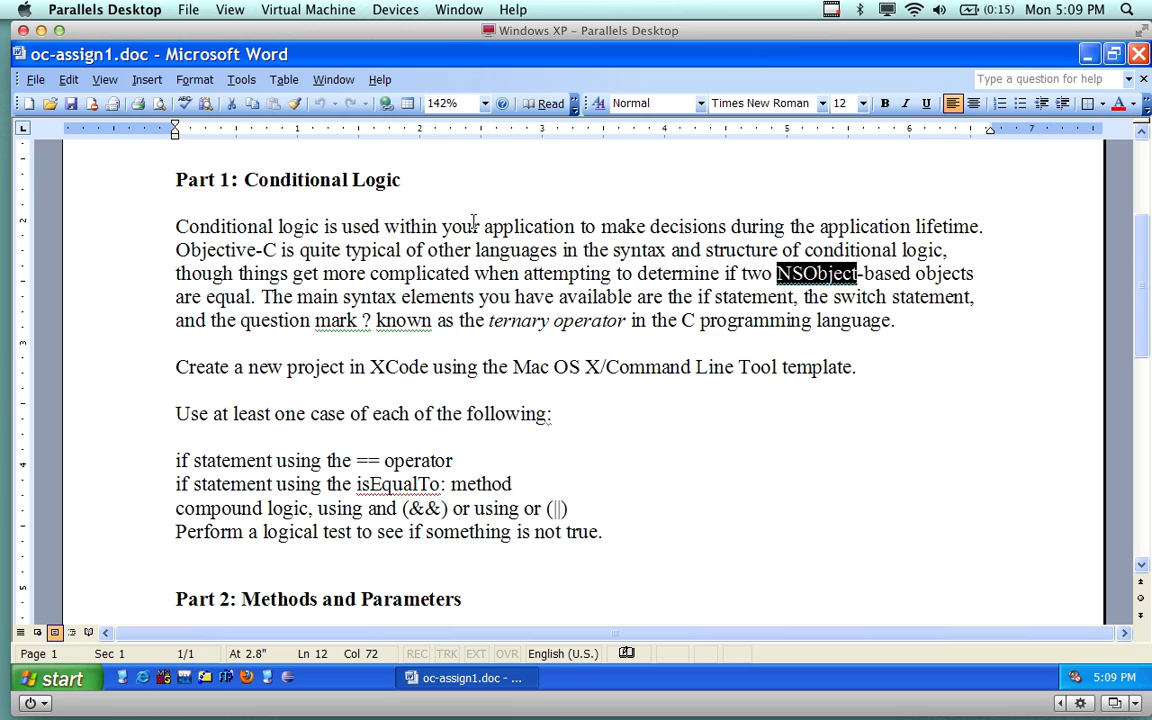 Parallels Desktop File View Virtual Machine Devices Window Help (0:15) Mon 5:09 PM
Windows XP - Parallels Desktop
oc-assign1.doc - Microsoft Word
File Edit View Insert Format Tools Table Window Help Type a question for help
142% Read Normal Times New Roman 12 B I U A
1 2 3 4 5 6 7
Part 1: Conditional Logic
Conditional logic is used within your application to make decisions during the application lifetime.
Objective-C is quite typical of other languages in the syntax and structure of conditional logic,
though things get more complicated when attempting to determine if two NSObject-based objects
are equal. The main syntax elements you have available are the if statement, the switch statement,
and the question mark ? known as the ternary operator in the C programming language.
Create a new project in XCode using the Mac OS X/Command Line Tool template.
Use at least one case of each of the following:
if statement using the == operator
if statement using the isEqualTo: method
compound logic, using and (&&) or using or (||)
Perform a logical test to see if something is not true.
Part 2: Methods and Parameters
Page 1 Sec 1 1/1 At 2.8" Ln 12 Col 72 REC TRK EXT OVR English (U.S.)
start oc-assign1.doc - ... 5:09 PM